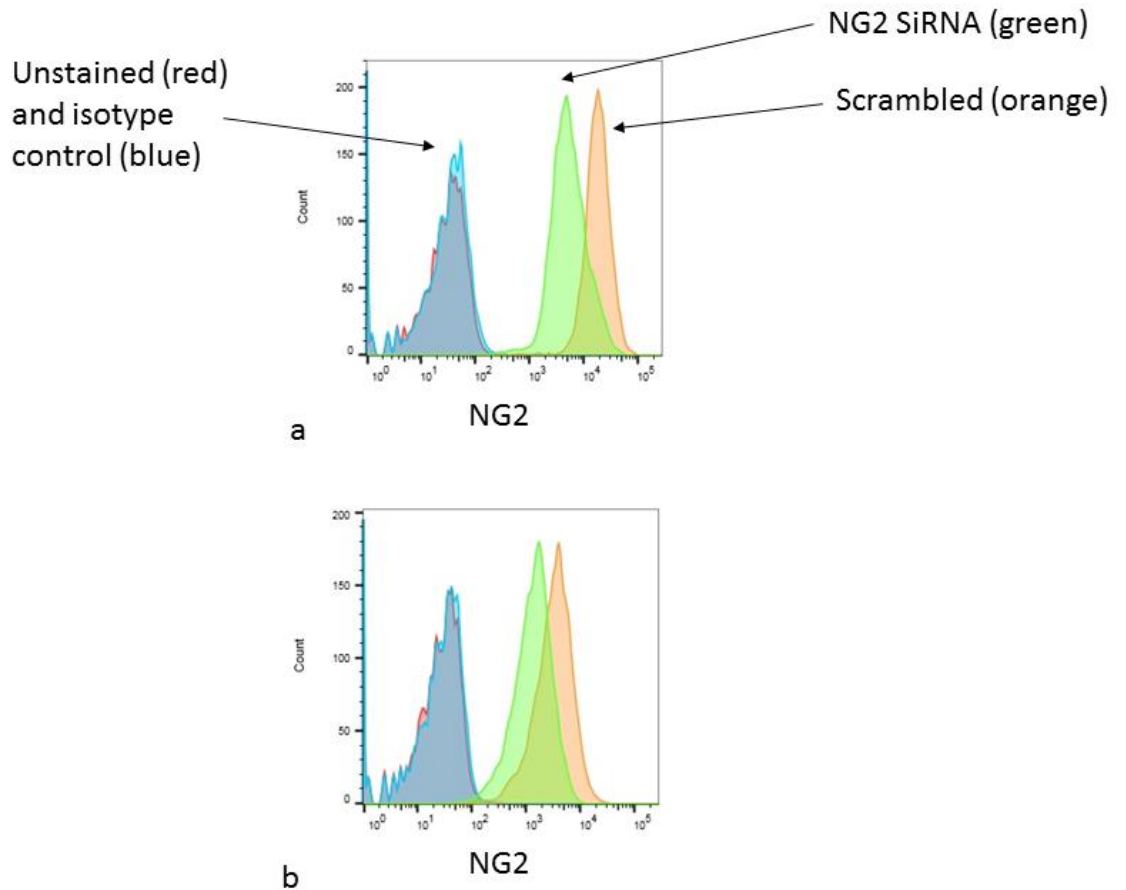 NG2 SiRNA (green)
Unstained (red)
and isotype
control (blue)
Scrambled (orange)
200
150
100
50
0
Count
10^0 10^1 10^2 10^3 10^4 10^5
NG2
a
200
150
100
50
0
Count
10^0 10^1 10^2 10^3 10^4 10^5
NG2
b